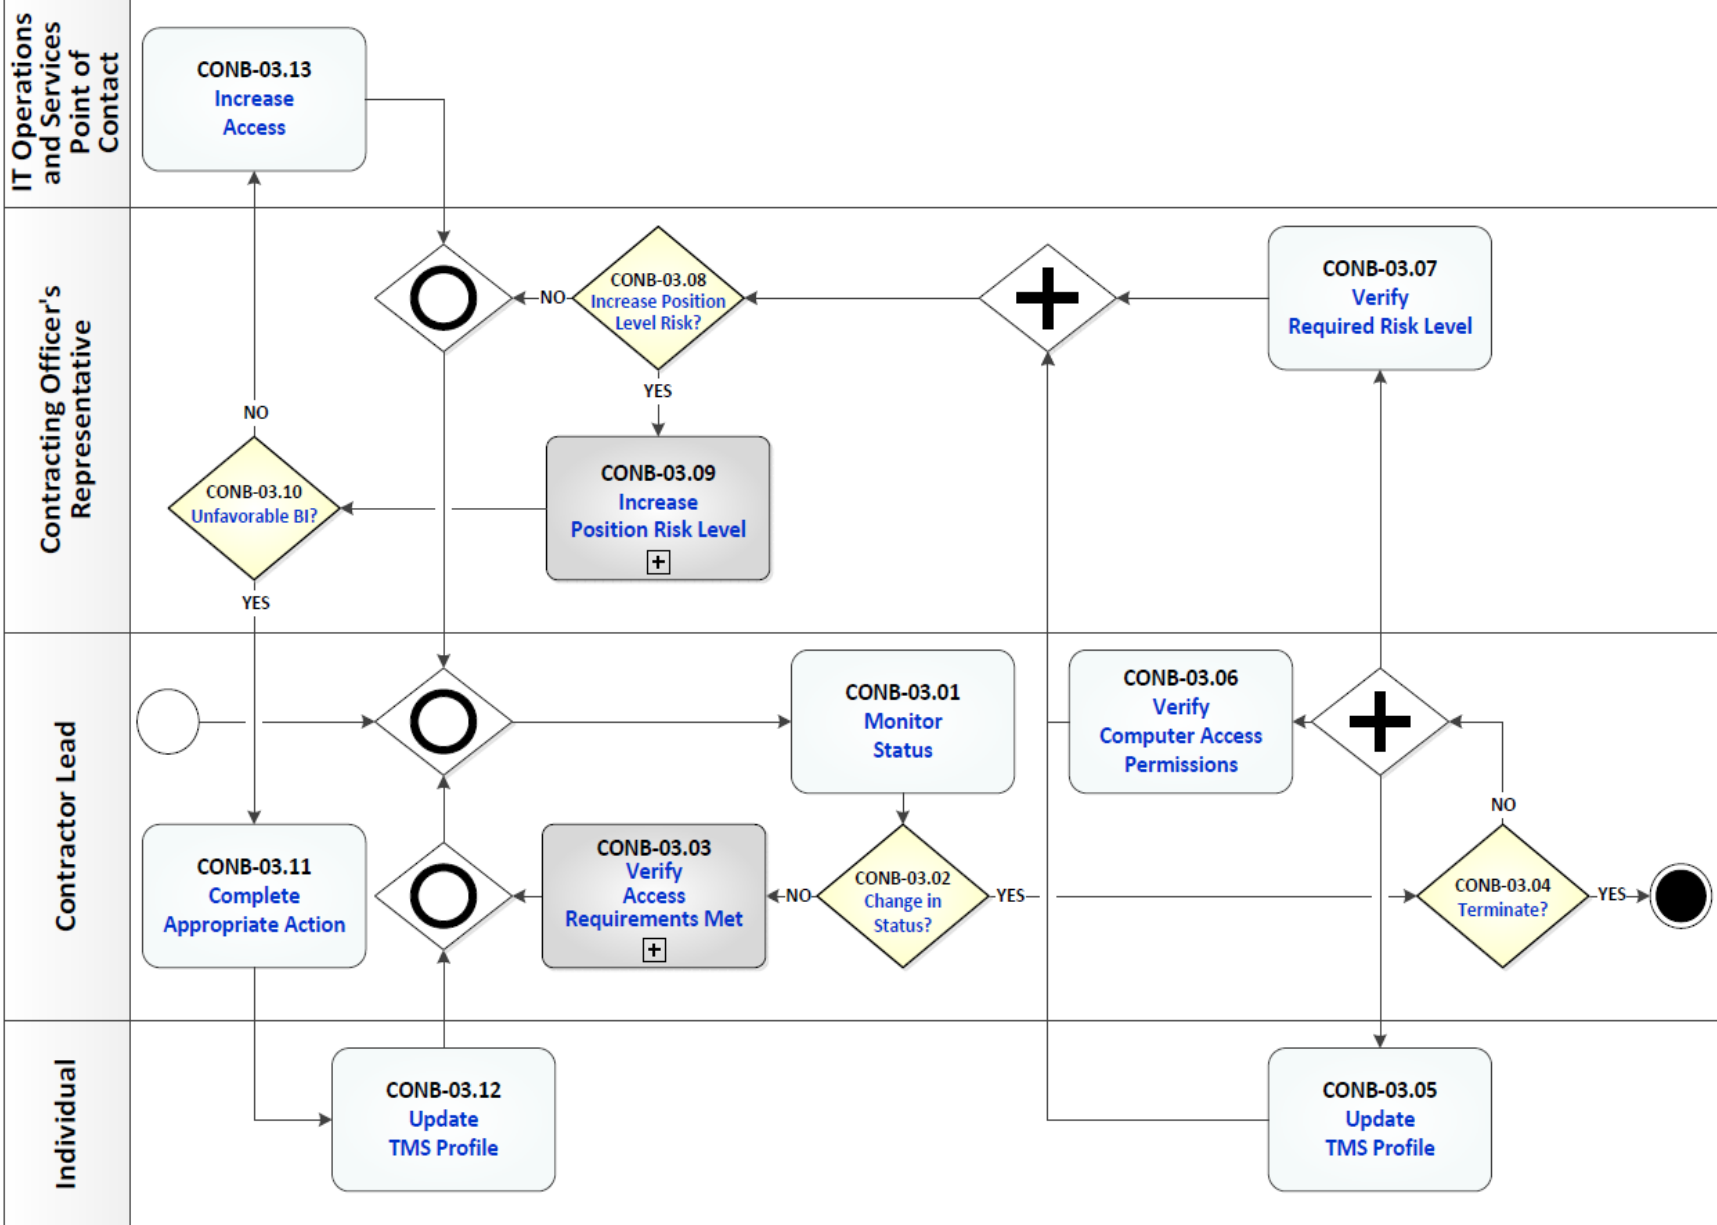 IT Operations
and Services
Point of
Contact
CONB-03.13
Increase
Access
Contracting Officer's
Representative
CONB-03.08
Increase Position
Level Risk?
NO
YES
CONB-03.07
Verify
Required Risk Level
NO
CONB-03.10
Unfavorable BI?
YES
CONB-03.09
Increase
Position Risk Level
Contractor Lead
CONB-03.01
Monitor
Status
CONB-03.06
Verify
Computer Access
Permissions
NO
CONB-03.11
Complete
Appropriate Action
CONB-03.03
Verify
Access
Requirements Met
NO
CONB-03.02
Change in
Status?
YES
CONB-03.04
Terminate?
YES
Individual
CONB-03.12
Update
TMS Profile
CONB-03.05
Update
TMS Profile